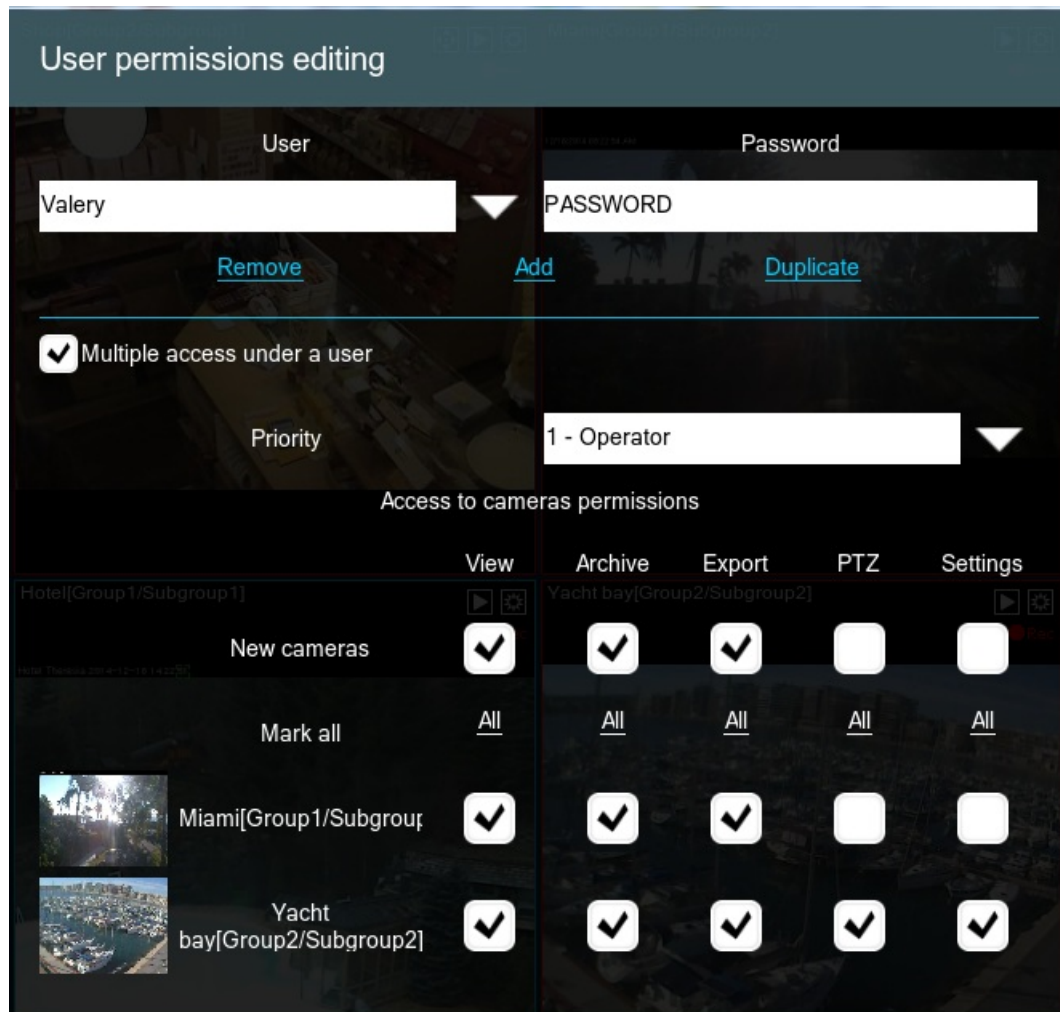 User permissions editing
User Password
Valery PASSWORD
Remove Add Duplicate
Multiple access under a user
Priority 1 - Operator
Access to cameras permissions
View Archive Export PTZ Settings
Hotel[Group1/Subgroup1] Yacht bay[Group2/Subgroup2]
New cameras
Mark all All All All All All
Miami[Group1/Subgroup
Yacht
bay[Group2/Subgroup2]